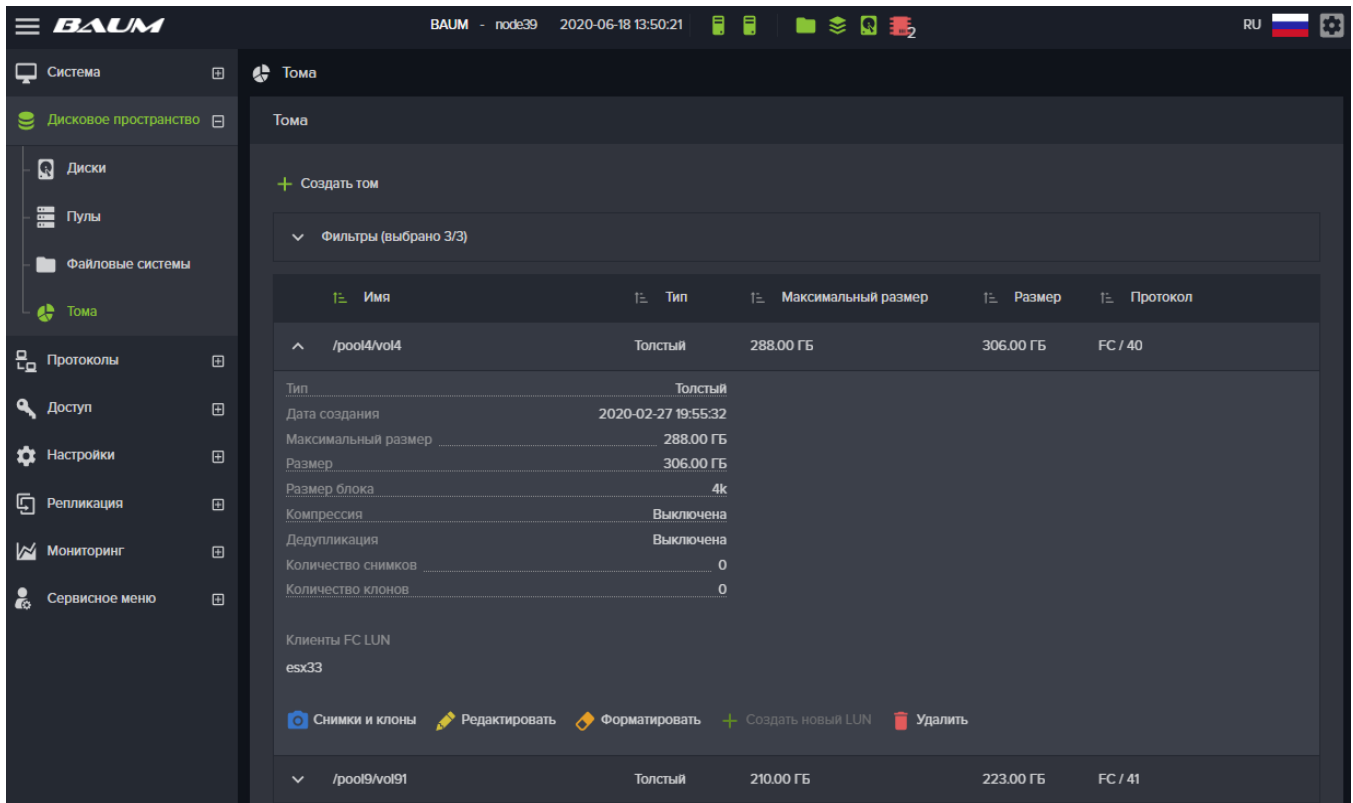 BAUM
BAUM - node39 2020-06-18 13:50:21 2 RU
Система
Дисковое пространство
Диски
Пулы
Файловые системы
Тома
Протоколы
Доступ
Настройки
Репликация
Мониторинг
Сервисное меню
Тома
Тома
Создать том
Фильтры (выбрано 3/3)
Имя Тип Максимальный размер Размер Протокол
/pool4/vol4 Толстый 288.00 ГБ 306.00 ГБ FC / 40
Тип Толстый
Дата создания 2020-02-27 19:55:32
Максимальный размер 288.00 ГБ
Размер 306.00 ГБ
Размер блока 4k
Компрессия Выключена
Дедупликация Выключена
Количество снимков 0
Количество клонов 0
Клиенты FC LUN
esx33
Снимки и клоны Редактировать Форматировать Создать новый LUN Удалить
/pool9/vol91 Толстый 210.00 ГБ 223.00 ГБ FC / 41